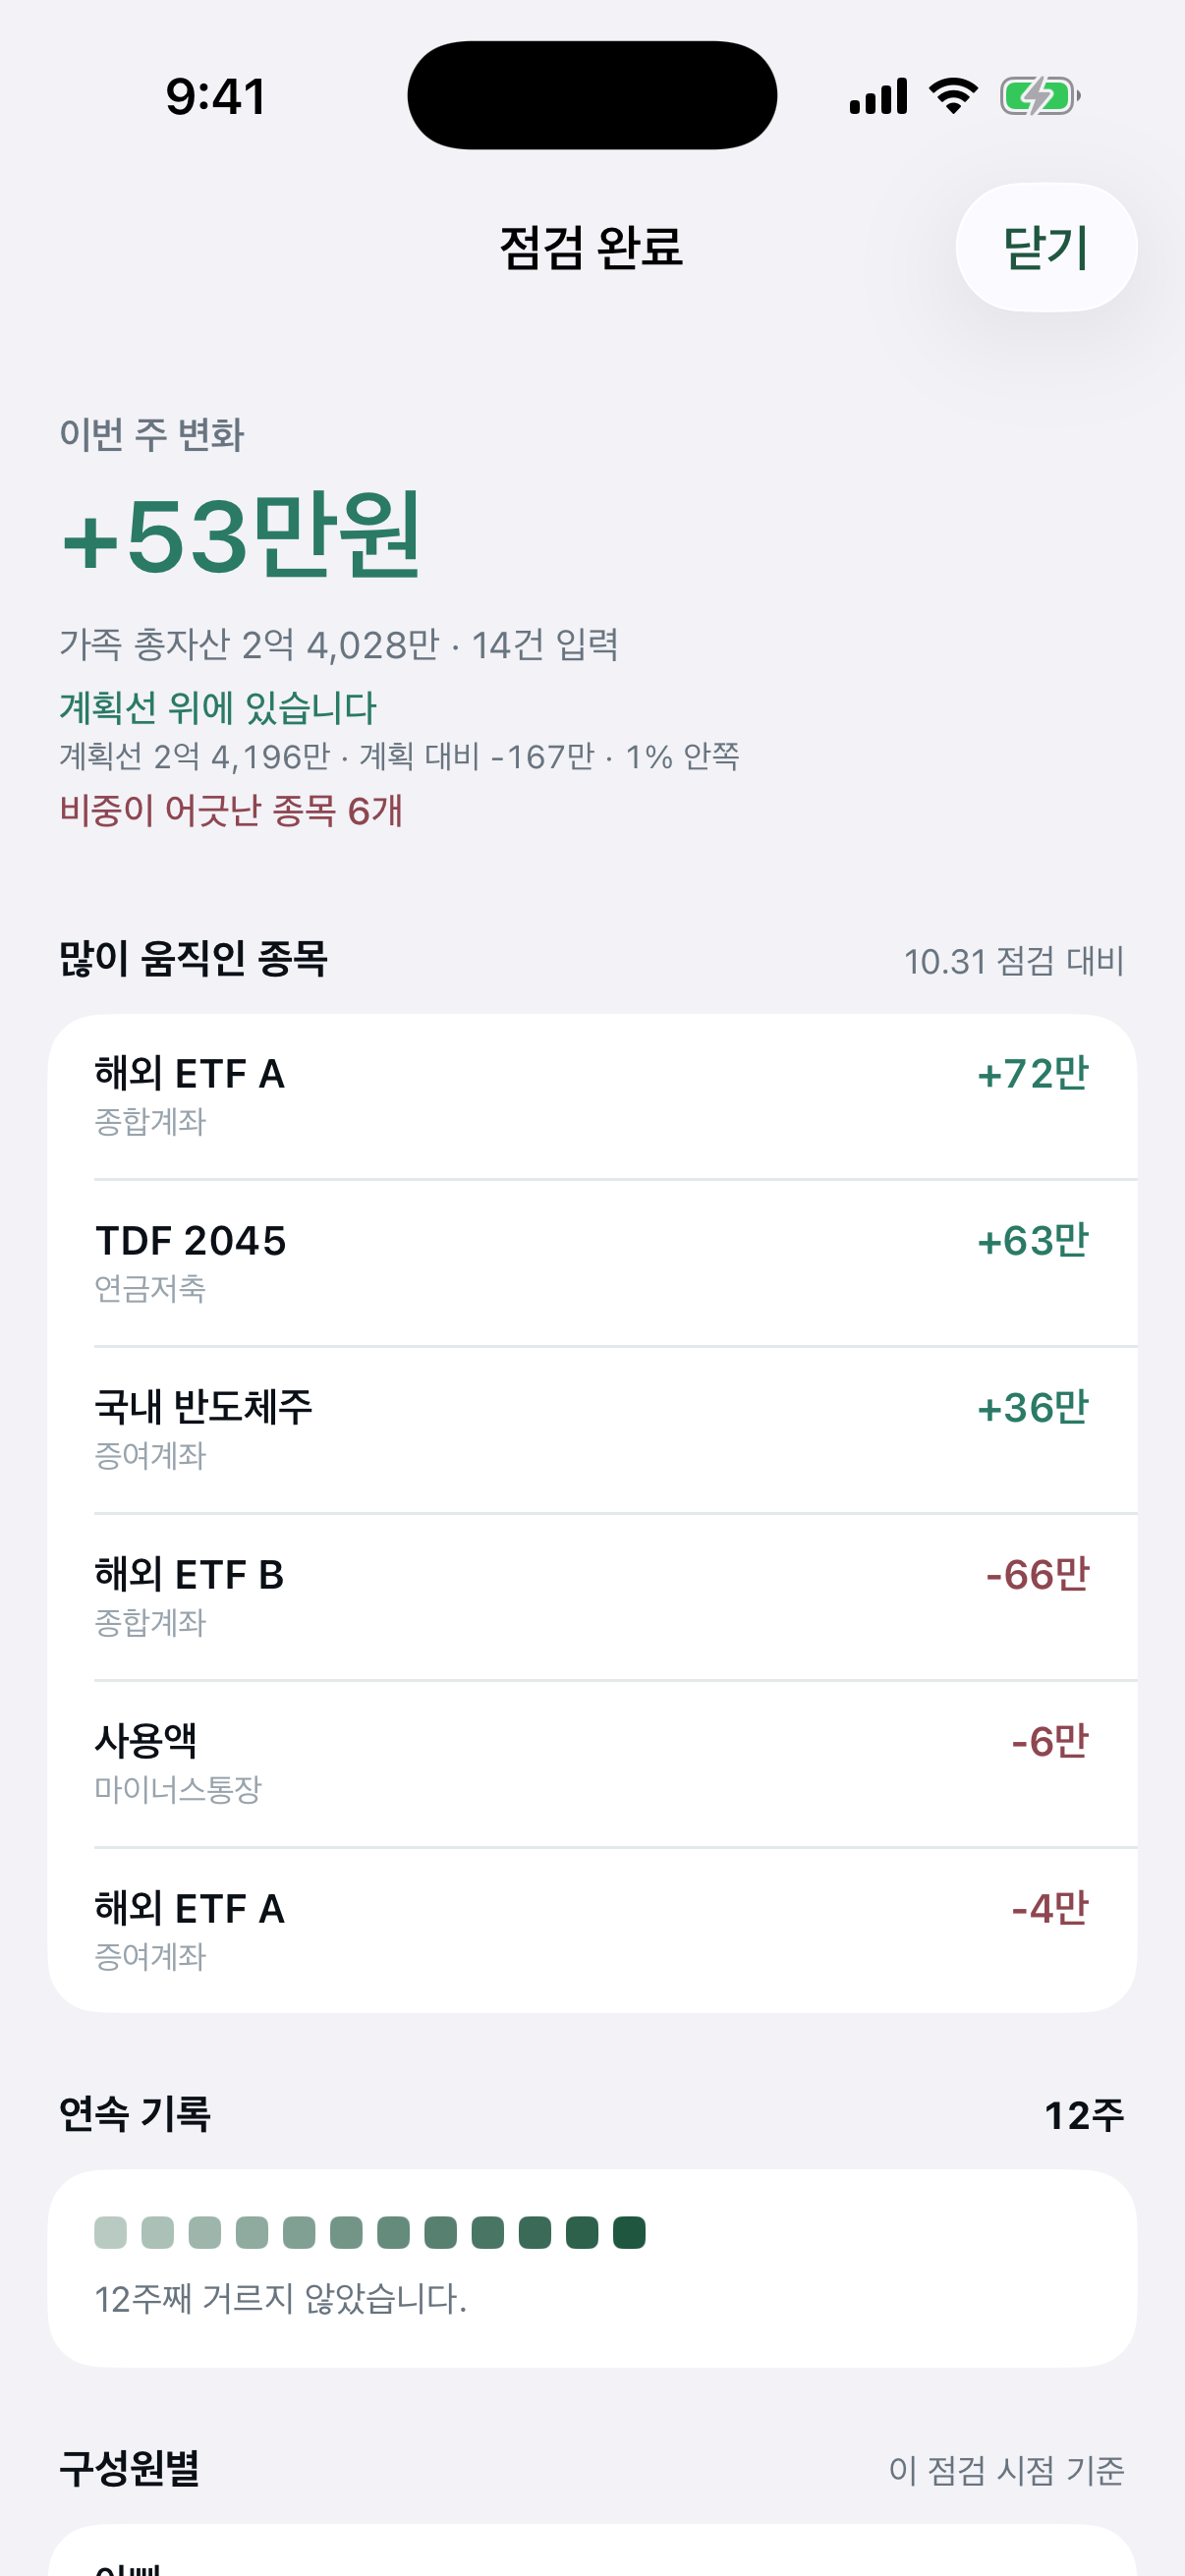 9:41
점검 완료
닫기
이번 주 변화
+53만원
가족 총자산 2억 4,028만 · 14건 입력
계획선 위에 있습니다
계획선 2억 4,196만 · 계획 대비 -167만 · 1% 안쪽
비중이 어긋난 종목 6개
많이 움직인 종목 10.31 점검 대비
해외 ETF A +72만
종합계좌
TDF 2045 +63만
연금저축
국내 반도체주 +36만
증여계좌
해외 ETF B -66만
종합계좌
사용액 -6만
마이너스통장
해외 ETF A -4만
증여계좌
연속 기록 12주
12주째 거르지 않았습니다.
구성원별 이 점검 시점 기준